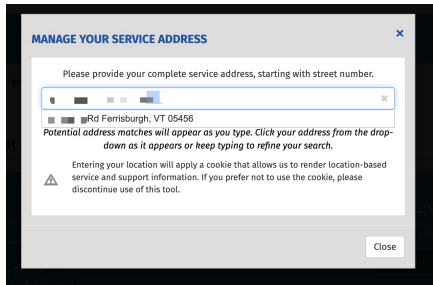 MANAGE YOUR SERVICE ADDRESS
×
Please provide your complete service address, starting with street number.
×
Rd Ferrisburgh, VT 05456
Potential address matches will appear as you type. Click your address from the drop-
down as it appears or keep typing to refine your search.
Entering your location will apply a cookie that allows us to render location-based
service and support information. If you prefer not to use the cookie, please
discontinue use of this tool.
Close